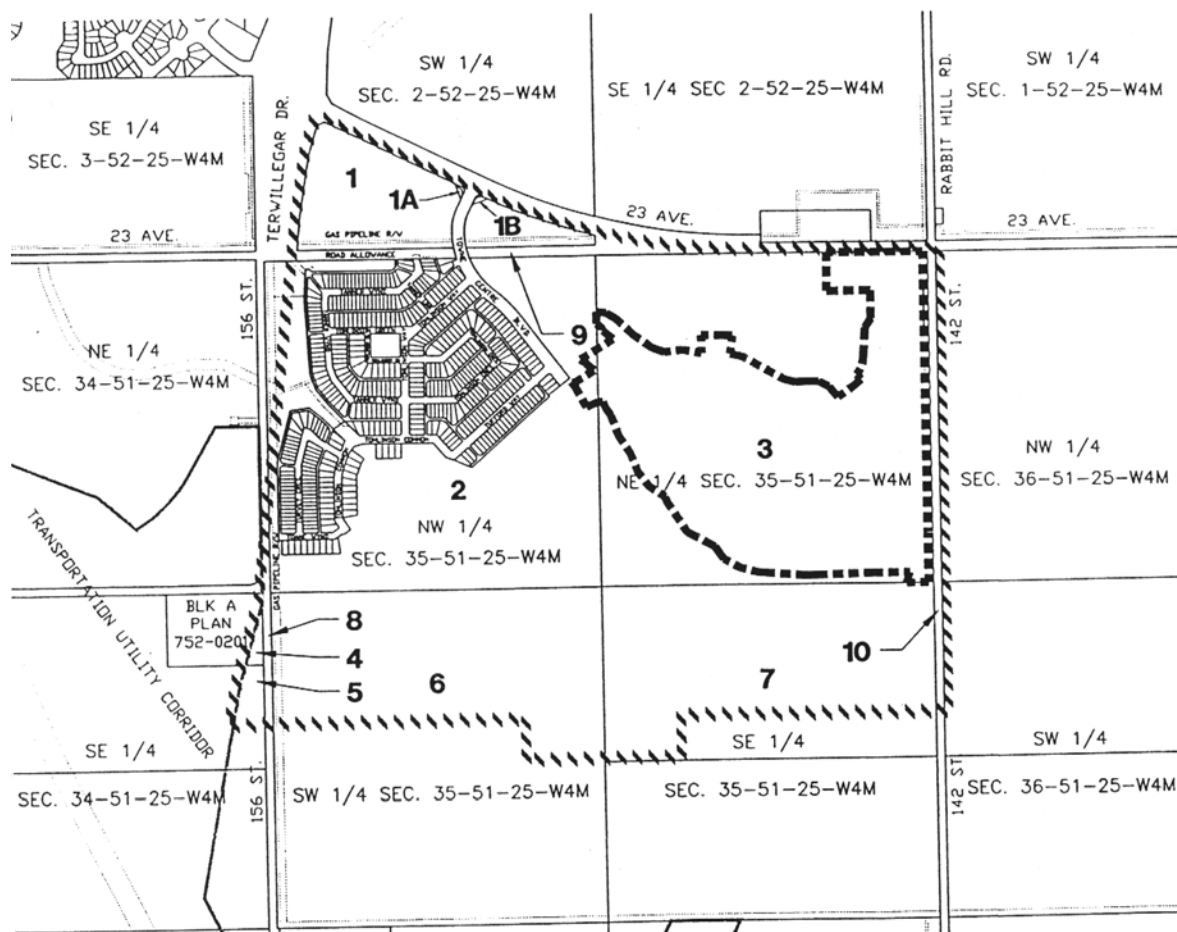 SW 1/4
SEC. 2-52-25-W4M
SE 1/4 SEC 2-52-25-W4M
RABBIT HILL RD.
SW 1/4
SEC. 1-52-25-W4M
SE 1/4
SEC. 3-52-25-W4M
TERWILLEGAR DR.
1
1A
1B
23 AVE.
23 AVE.
23 AVE.
GAS PIPELINE R/V
ROAD ALLOWANCE
TOWNE
CENTRE
BLVD.
156 ST.
142 ST.
9
NE 1/4
SEC. 34-51-25-W4M
TOMLINSON COMMON
2
NW 1/4
SEC. 35-51-25-W4M
3
NE 1/4 SEC. 35-51-25-W4M
NW 1/4
SEC. 36-51-25-W4M
TRANSPORTATION UTILITY CORRIDOR
GAS PIPELINE R/V
BLK A
PLAN
752-0201
8
4
5
6
7
10
SE 1/4
SEC. 34-51-25-W4M
156 ST.
SW 1/4 SEC. 35-51-25-W4M
SE 1/4
SEC. 35-51-25-W4M
142 ST.
SW 1/4
SEC. 36-51-25-W4M